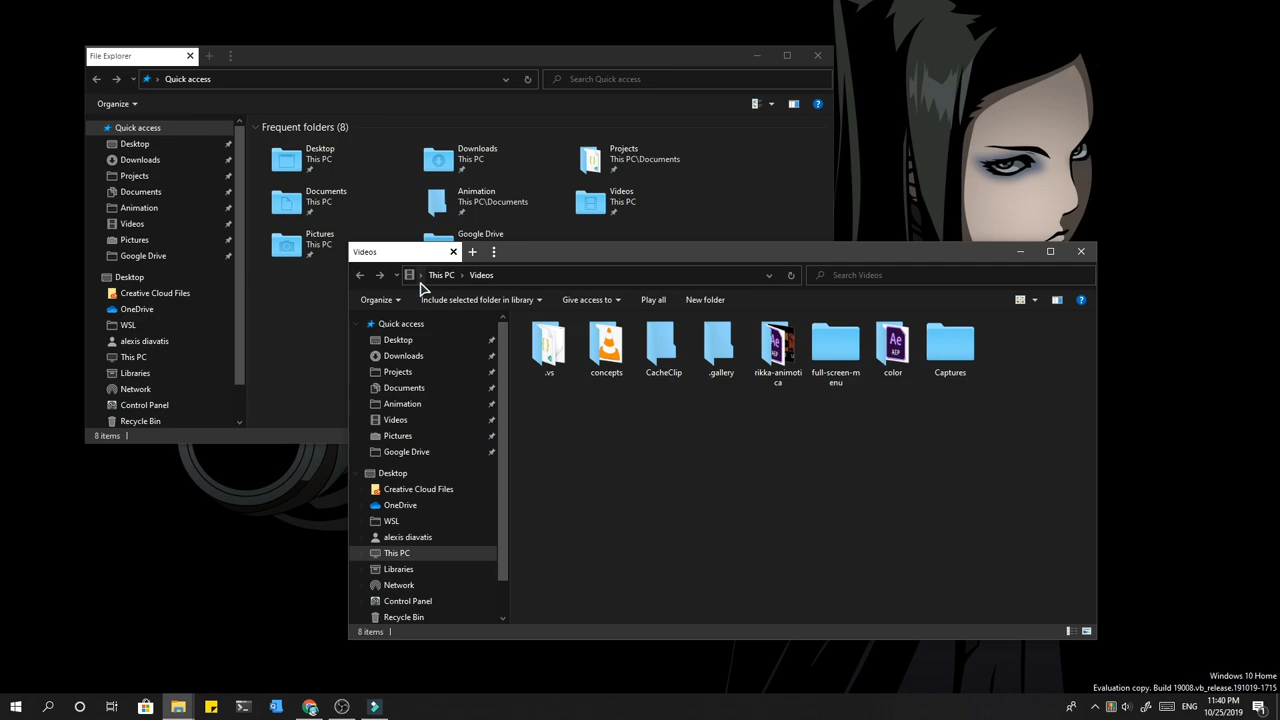 File Explorer
Quick access
Search Quick access
Organize
Quick access
Desktop
Downloads
Projects
Documents
Animation
Videos
Pictures
Google Drive
Desktop
Creative Cloud Files
OneDrive
WSL
alexis diavatis
This PC
Libraries
Network
Control Panel
Recycle Bin
8 items
Frequent folders (8)
Desktop
This PC
Downloads
This PC
Projects
This PC\Documents
Documents
This PC
Animation
This PC\Documents
Videos
This PC
Pictures
This PC
Google Drive
Videos
This PC
Videos
Search Videos
Organize
Include selected folder in library
Give access to
Play all
New folder
Quick access
Desktop
Downloads
Projects
Documents
Animation
Videos
Pictures
Google Drive
Desktop
Creative Cloud Files
OneDrive
WSL
alexis diavatis
This PC
Libraries
Network
Control Panel
Recycle Bin
.vs
concepts
CacheClip
.gallery
rikka-animoti
ca
full-screen-m
enu
color
Captures
8 items
Windows 10 Home
Evaluation copy. Build 19008.vb_release.191019-1715
ENG
11:40 PM
10/25/2019
1